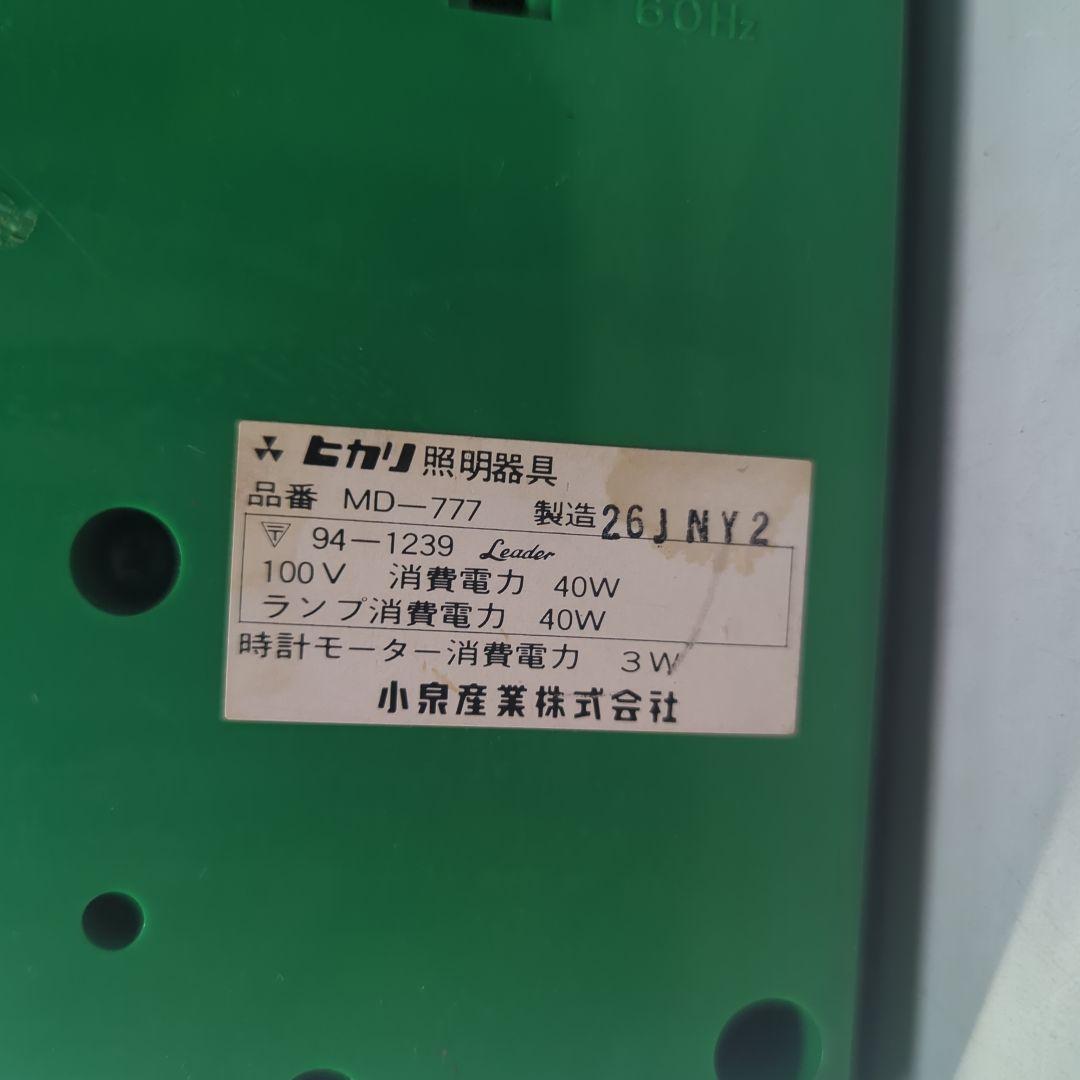 60Hz
ヒカリ照明器具
品番 MD-777 製造 26JNY2
〒 94-1239 Leader
100V 消費電力 40W
ランプ消費電力 40W
時計モーター消費電力 3W
小泉産業株式会社